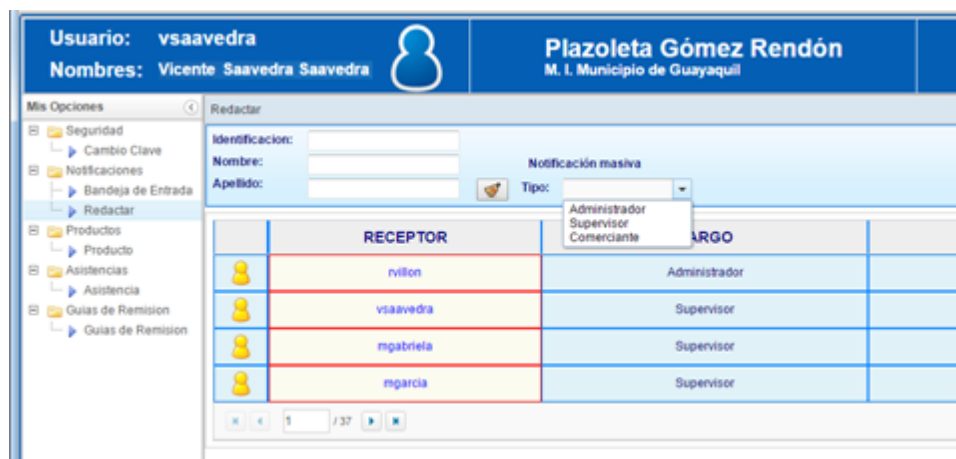 Usuario: vsaavedra
Nombres: Vicente Saavedra Saavedra
Plazoleta Gómez Rendón
M. I. Municipio de Guayaquil
Mis Opciones
Seguridad
Cambio Clave
Notificaciones
Bandeja de Entrada
Redactar
Productos
Producto
Asistencias
Asistencia
Guias de Remision
Guias de Remision
Redactar
Identificacion:
Nombre:
Apellido:
Notificación masiva
Tipo:
Administrador
Supervisor
Comerciante
RECEPTOR ARGO
rvillon Administrador
vsaavedra Supervisor
mgabriela Supervisor
mgarcia Supervisor
1 / 37